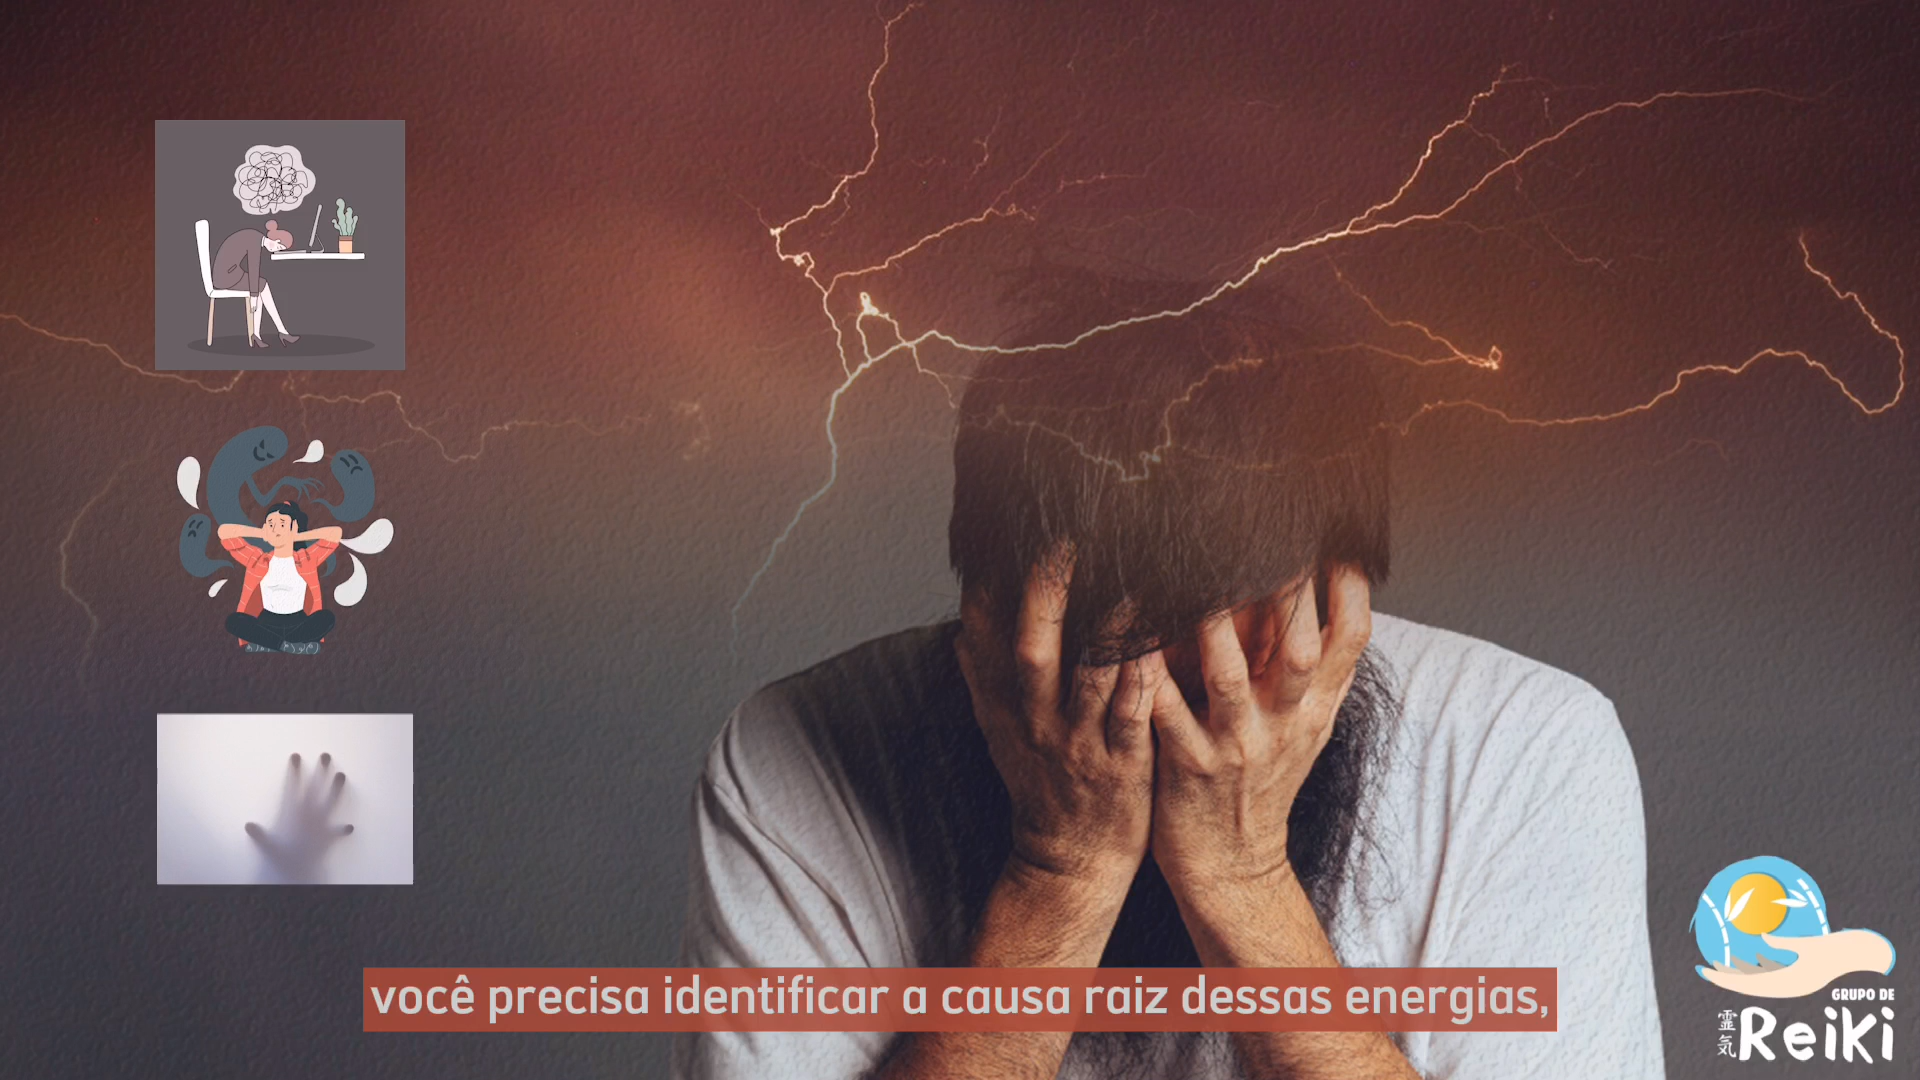 você precisa identificar a causa raiz dessas energias,
GRUPO DE
霊気
Reiki